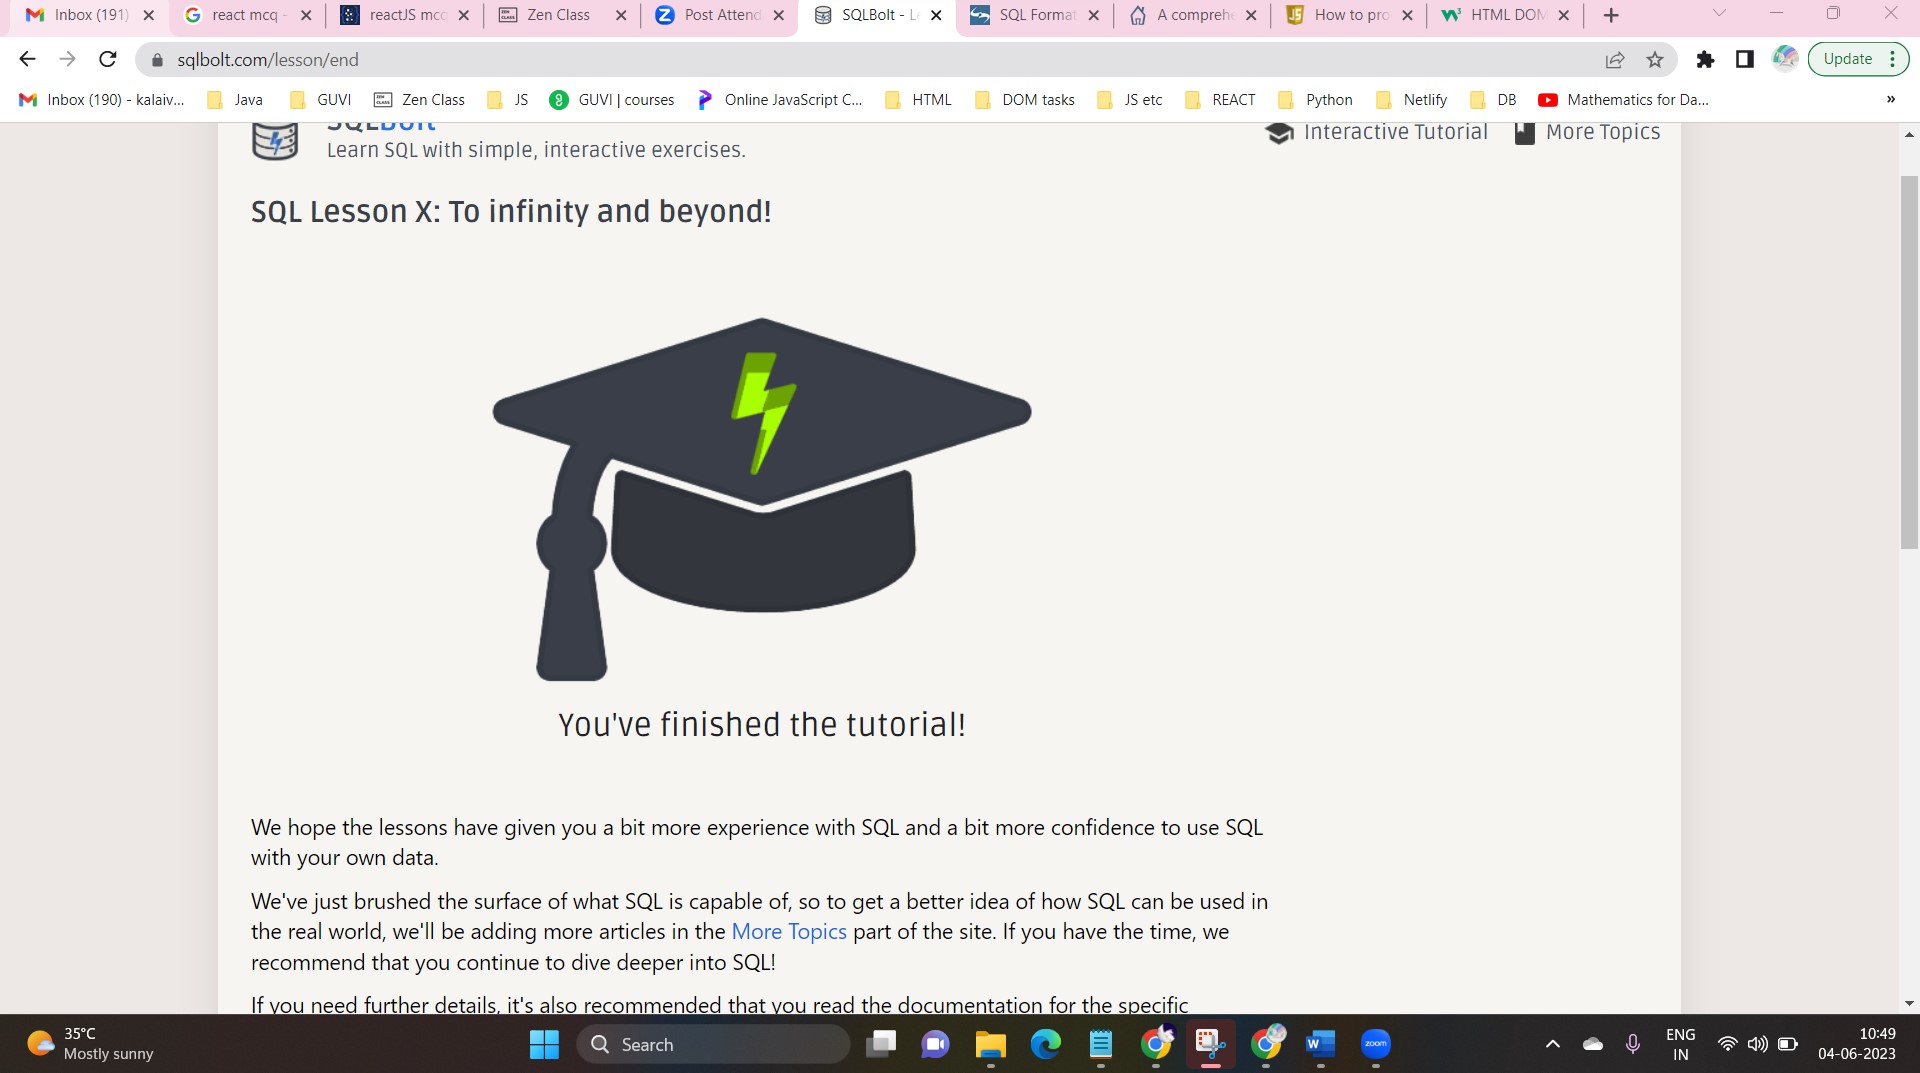 Inbox (191)
react mcq -
reactJS mcq
Zen Class
Post Attend
SQLBolt - Le
SQL Format
A comprehe
How to pro
HTML DOM
sqlbolt.com/lesson/end
Update
Inbox (190) - kalaiv...
Java
GUVI
Zen Class
JS
GUVI | courses
Online JavaScript C...
HTML
DOM tasks
JS etc
REACT
Python
Netlify
DB
Mathematics for Da...
»
SQLBolt
Learn SQL with simple, interactive exercises.
Interactive Tutorial
More Topics
SQL Lesson X: To infinity and beyond!
You've finished the tutorial!
We hope the lessons have given you a bit more experience with SQL and a bit more confidence to use SQL
with your own data.
We've just brushed the surface of what SQL is capable of, so to get a better idea of how SQL can be used in
the real world, we'll be adding more articles in the More Topics part of the site. If you have the time, we
recommend that you continue to dive deeper into SQL!
If you need further details, it's also recommended that you read the documentation for the specific
35°C
Mostly sunny
Search
zoom
ENG
IN
10:49
04-06-2023